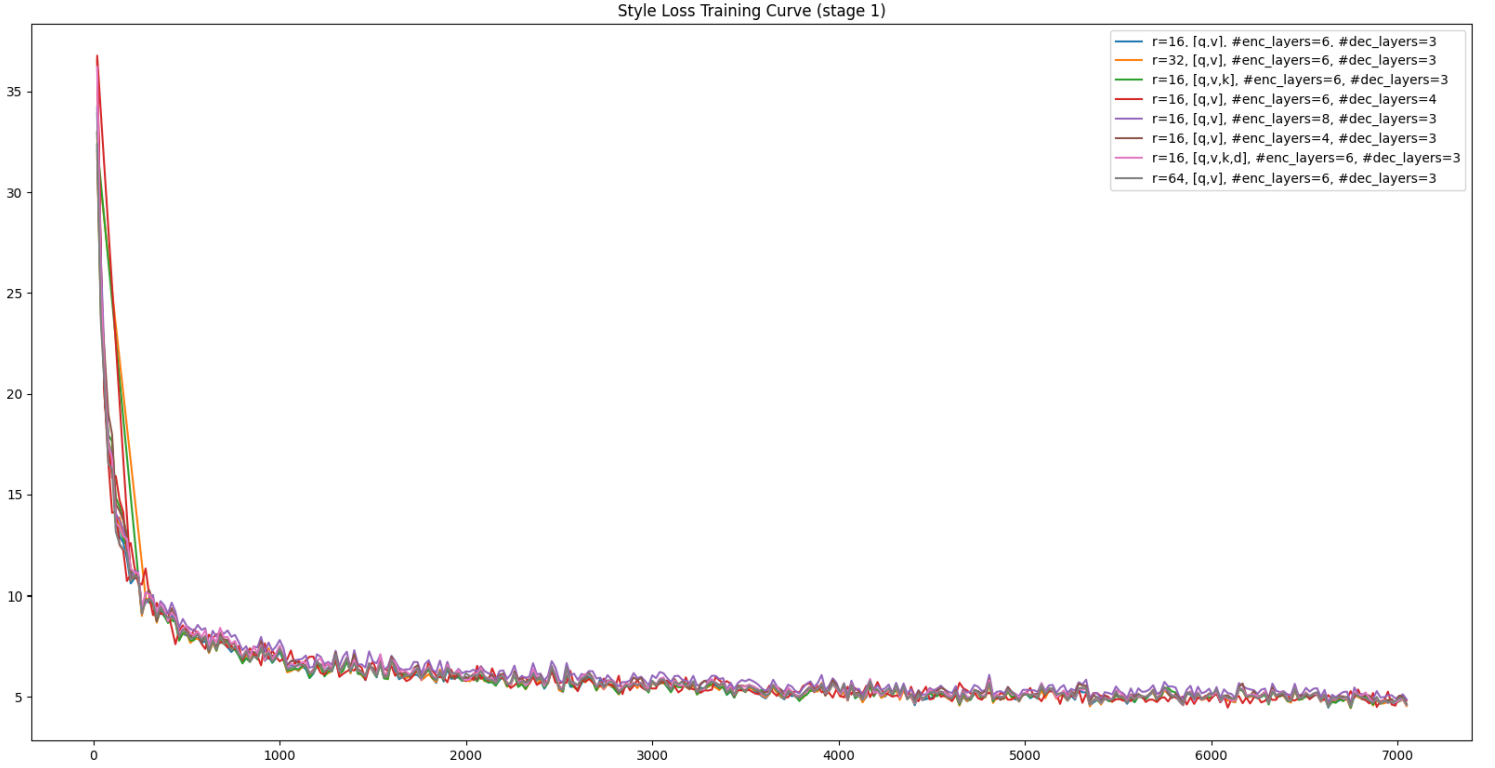 Style Loss Training Curve (stage 1)
r=16, [q,v], #enc_layers=6, #dec_layers=3
r=32, [q,v], #enc_layers=6, #dec_layers=3
r=16, [q,v,k], #enc_layers=6, #dec_layers=3
r=16, [q,v], #enc_layers=6, #dec_layers=4
r=16, [q,v], #enc_layers=8, #dec_layers=3
r=16, [q,v], #enc_layers=4, #dec_layers=3
r=16, [q,v,k,d], #enc_layers=6, #dec_layers=3
r=64, [q,v], #enc_layers=6, #dec_layers=3
35
30
25
20
15
10
5
0 1000 2000 3000 4000 5000 6000 7000